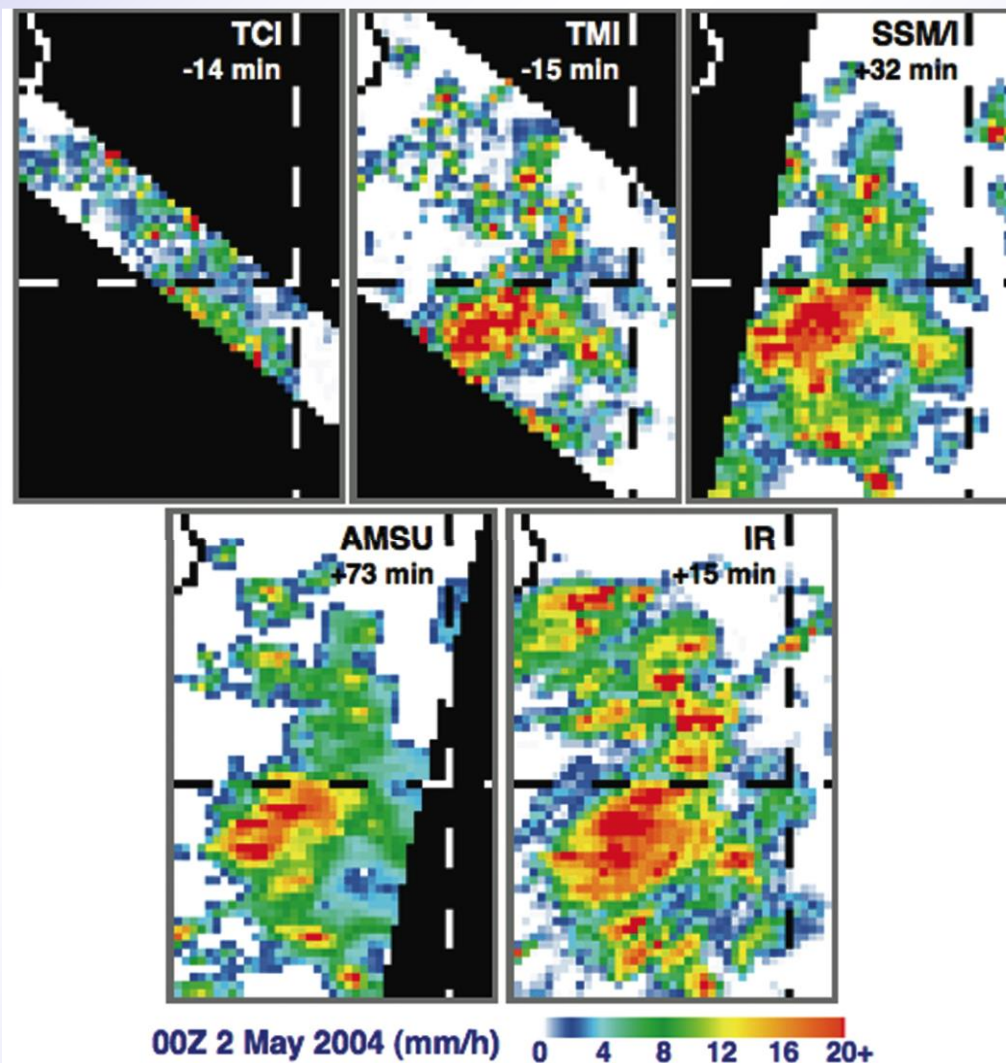 TCI
-14 min
TMI
-15 min
SSM/I
+32 min
AMSU
+73 min
IR
+15 min
00Z 2 May 2004 (mm/h)
0 4 8 12 16 20+